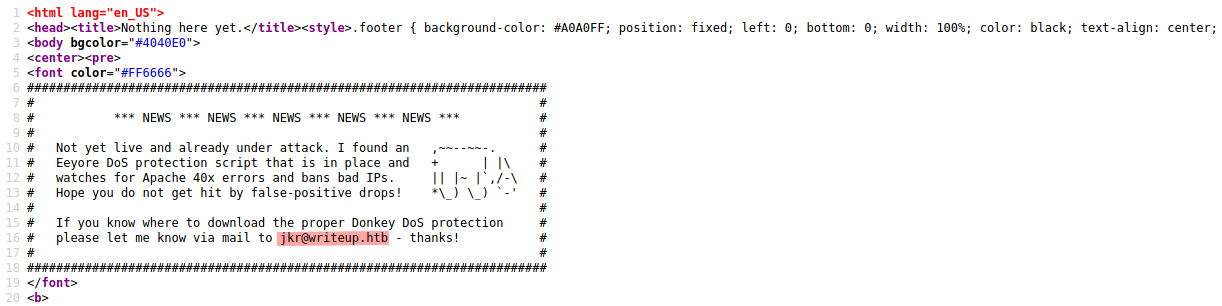 1 <html lang="en_US">
2 <head><title>Nothing here yet.</title><style>.footer { background-color: #A0A0FF; position: fixed; left: 0; bottom: 0; width: 100%; color: black; text-align: center;
3 <body bgcolor="#4040E0">
4 <center><pre>
5 <font color="#FF6666">
6 ########################################################################
7 #                                                                      #
8 #           *** NEWS *** NEWS *** NEWS *** NEWS *** NEWS ***           #
9 #                                                                      #
10 #   Not yet live and already under attack. I found an   ,~~--~~-.      #
11 #   Eeyore DoS protection script that is in place and   +      | |\    #
12 #   watches for Apache 40x errors and bans bad IPs.     || |~ |`,/-\   #
13 #   Hope you do not get hit by false-positive drops!    *\_) \_) `-'   #
14 #                                                                      #
15 #   If you know where to download the proper Donkey DoS protection     #
16 #   please let me know via mail to jkr@writeup.htb - thanks!           #
17 #                                                                      #
18 ########################################################################
19 </font>
20 <b>